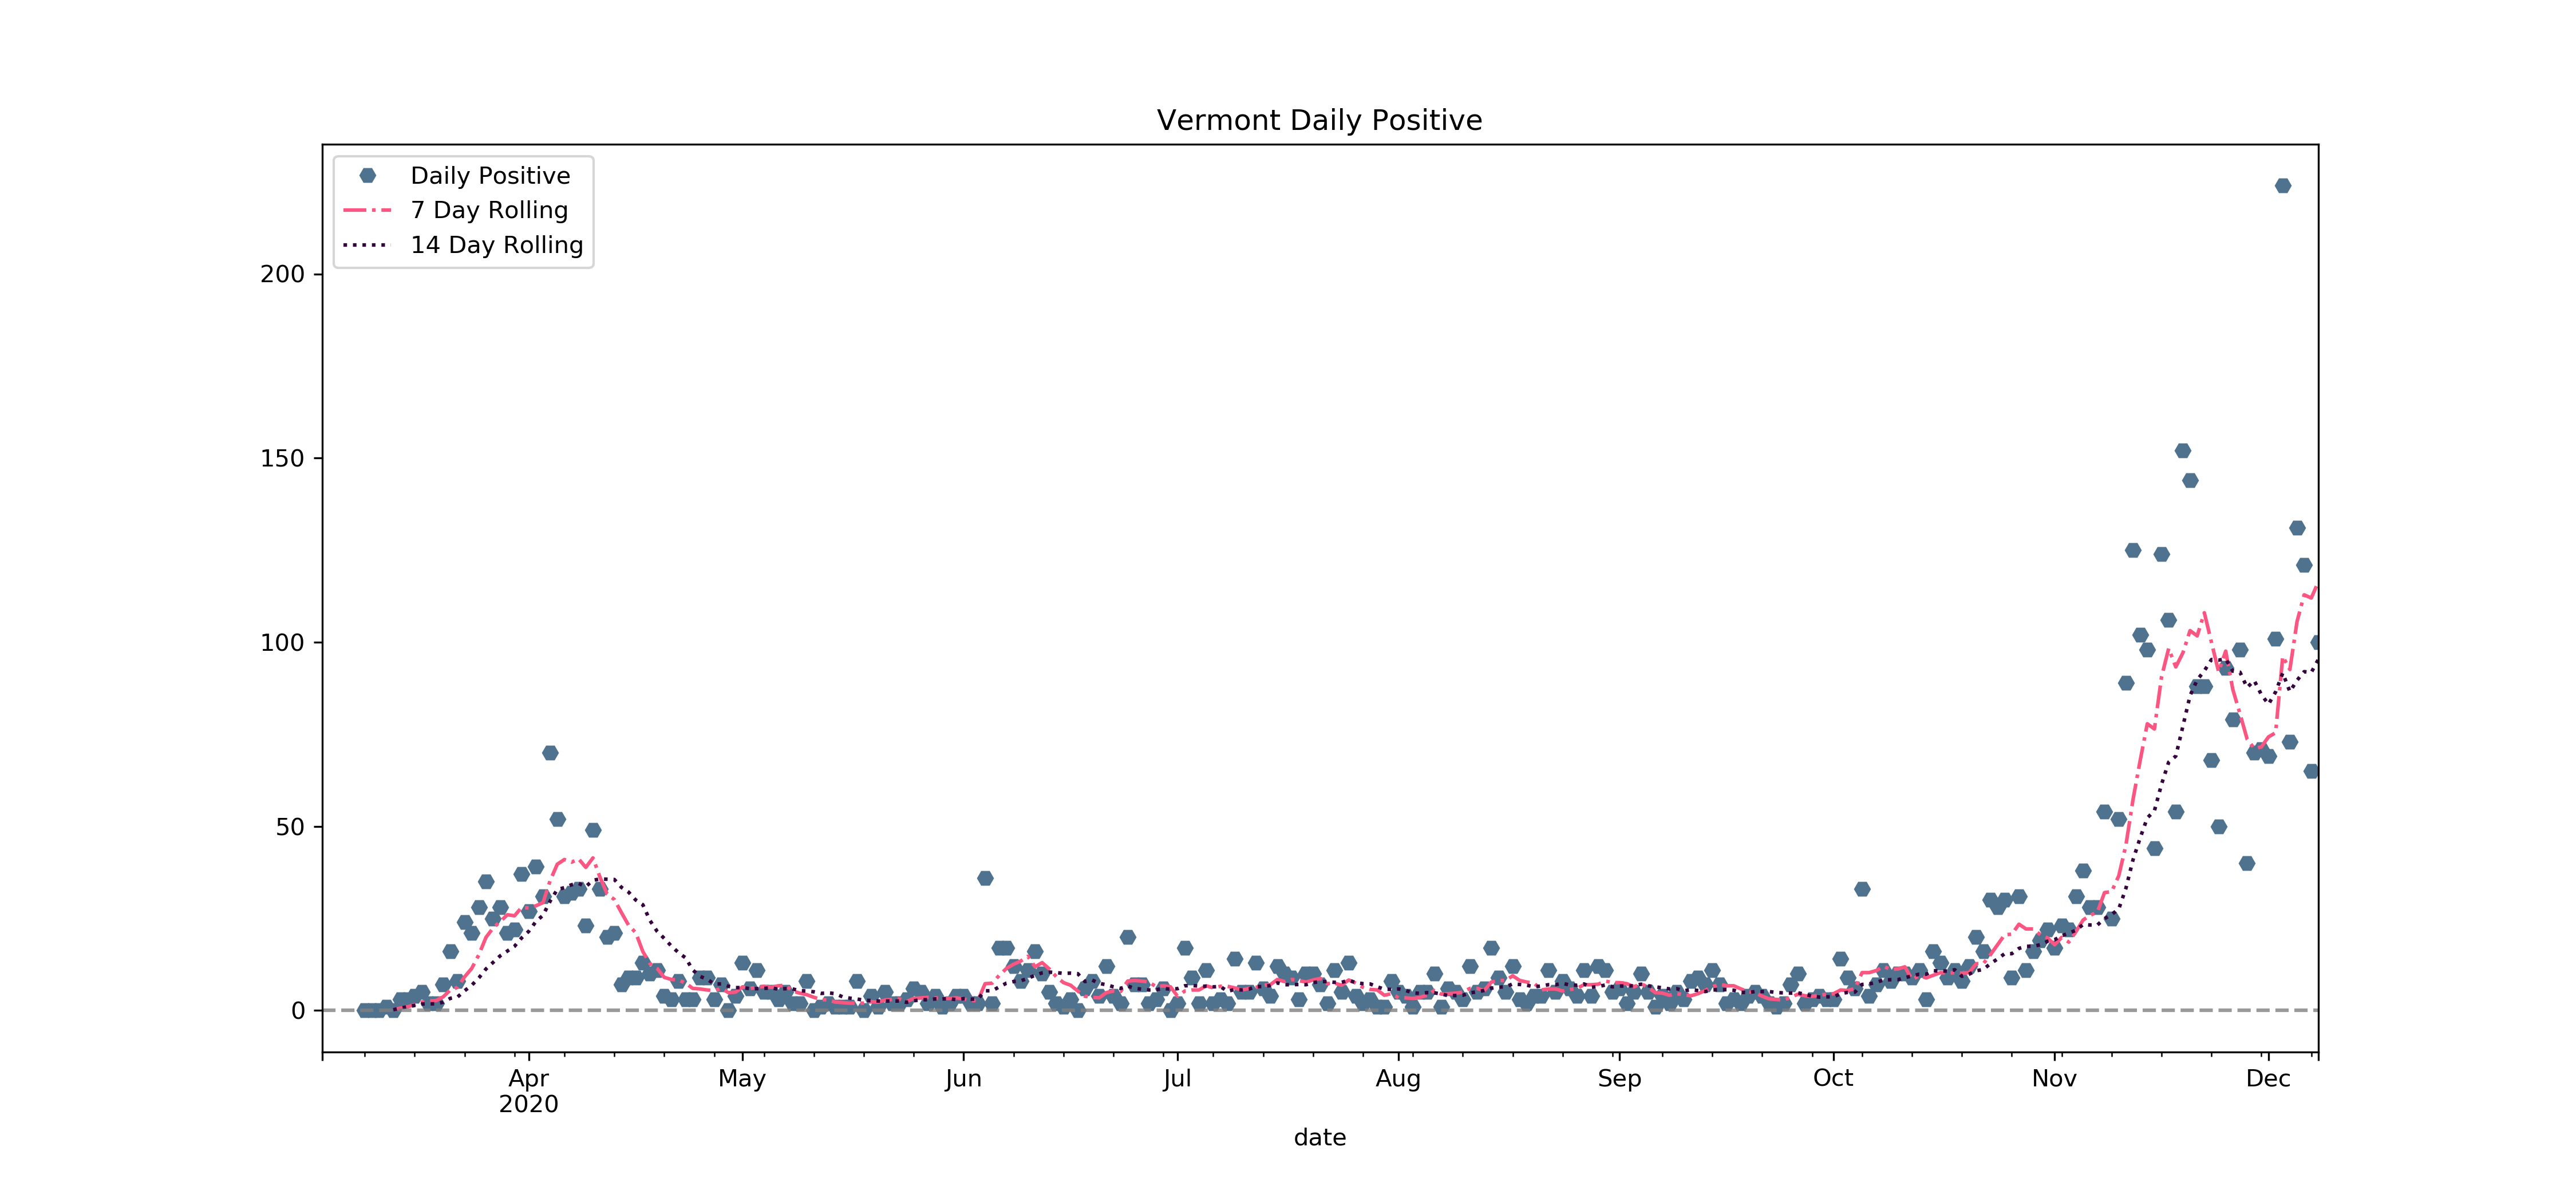 Vermont Daily Positive
Daily Positive
7 Day Rolling
14 Day Rolling
200
150
100
50
0
Apr May Jun Jul Aug Sep Oct Nov Dec
2020
date